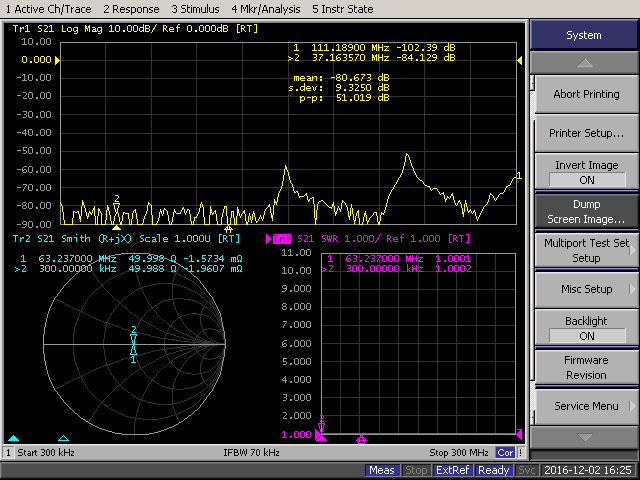 1 Active Ch/Trace 2 Response 3 Stimulus 4 Mkr/Analysis 5 Instr State
Tr1 S21 Log Mag 10.00dB/ Ref 0.000dB [RT]
10.00
0.000
-10.00
-20.00
-30.00
-40.00
-50.00
-60.00
-70.00
-80.00
-90.00
1 111.18900 MHz -102.39 dB
>2 37.163570 MHz -84.129 dB
mean: -80.673 dB
s.dev: 9.3250 dB
p-p: 51.019 dB
2
1
Tr2 S21 Smith (R+jX) Scale 1.000U [RT]
1 63.237000 MHz 49.998 Ω -1.5734 mΩ
>2 300.00000 kHz 49.988 Ω -1.9607 mΩ
2
1
Tr3 S21 SWR 1.000/ Ref 1.000 [RT]
11.00
10.00
9.000
8.000
7.000
6.000
5.000
4.000
3.000
2.000
1.000
1 63.237000 MHz 1.0001
>2 300.00000 kHz 1.0002
1 Start 300 kHz IFBW 70 kHz Stop 300 MHz Cor !
System
Abort Printing
Printer Setup...
Invert Image
ON
Dump
Screen Image...
Multiport Test Set
Setup
Misc Setup
Backlight
ON
Firmware
Revision
Service Menu
Meas Stop ExtRef Ready Svc 2016-12-02 16:25